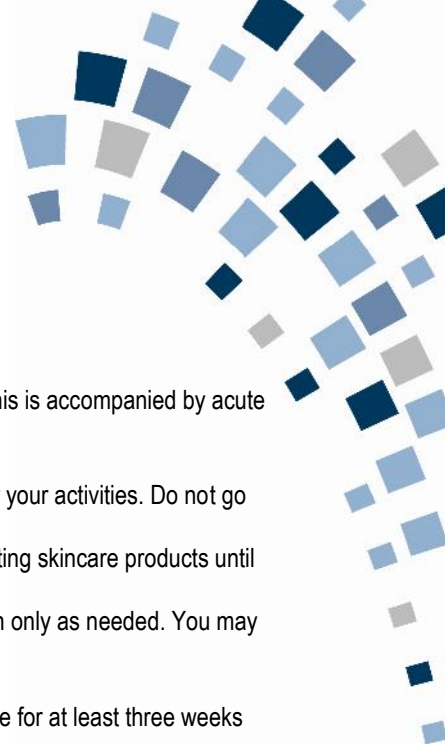 his is accompanied by acute
your activities. Do not go
ting skincare products until
n only as needed. You may
e for at least three weeks